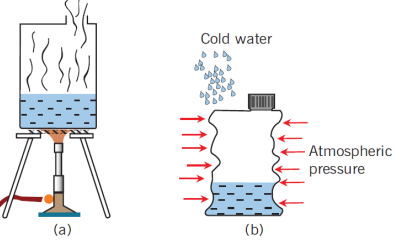 Cold water
Atmospheric
pressure
(a)
(b)